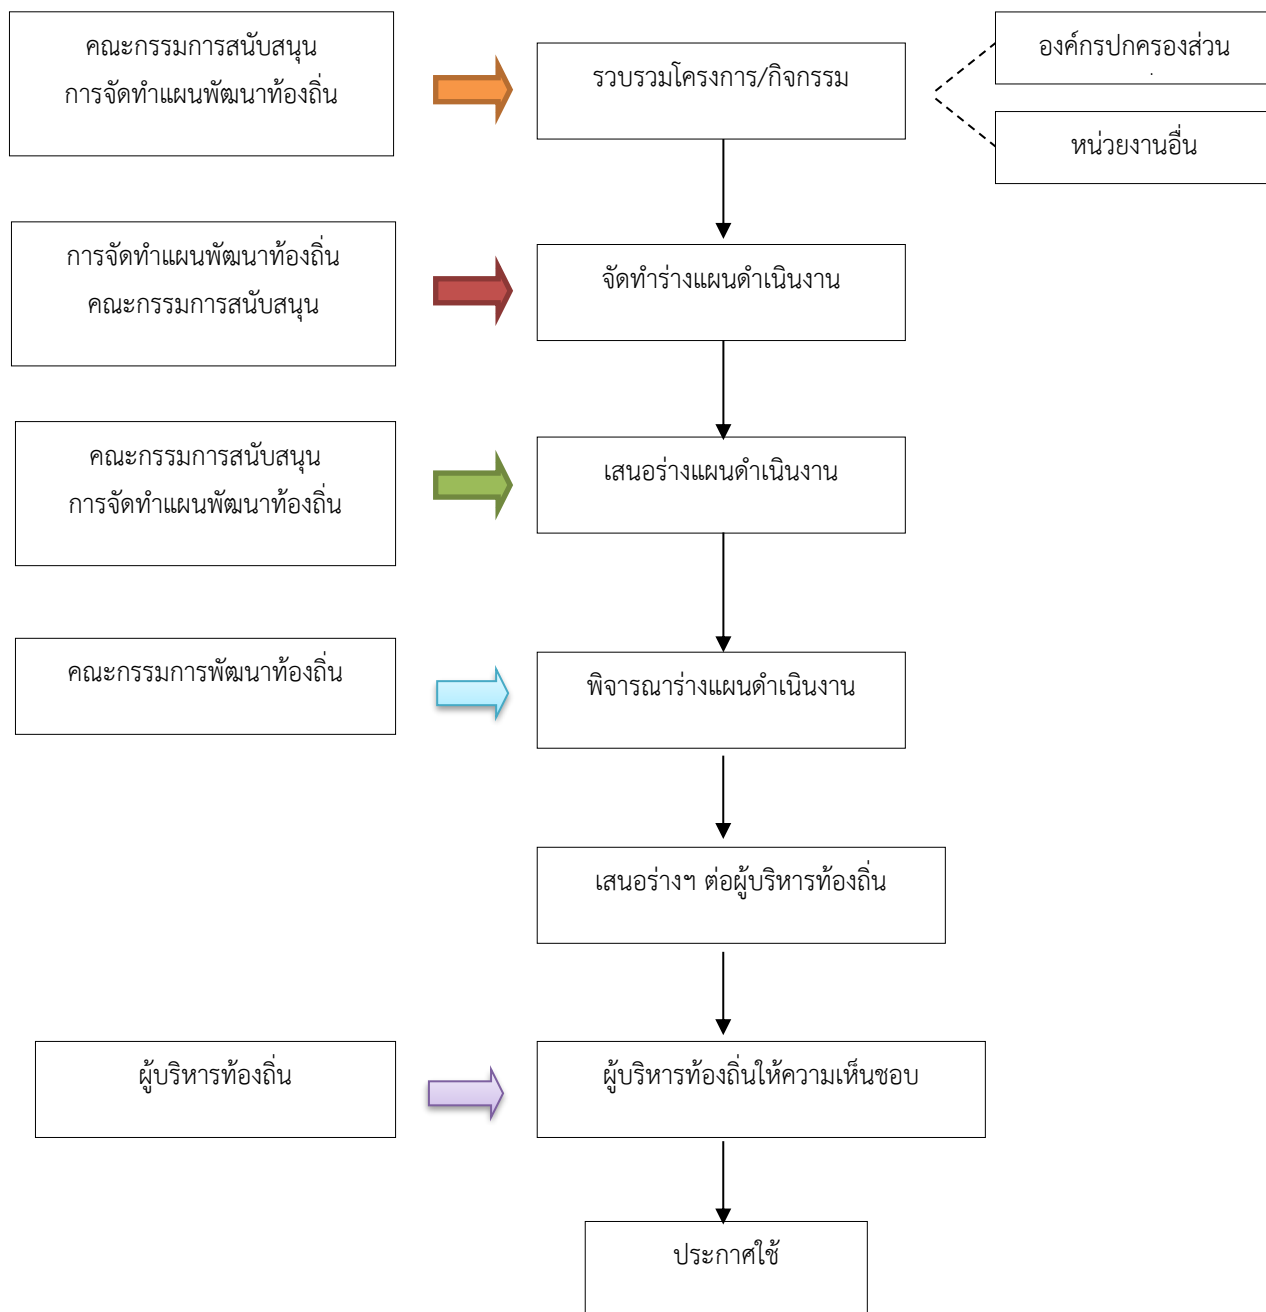 คณะกรรมการสนับสนุน
การจัดทำแผนพัฒนาท้องถิ่น
รวบรวมโครงการ/กิจกรรม
องค์กรปกครองส่วน
หน่วยงานอื่น
การจัดทำแผนพัฒนาท้องถิ่น
คณะกรรมการสนับสนุน
จัดทำร่างแผนดำเนินงาน
คณะกรรมการสนับสนุน
การจัดทำแผนพัฒนาท้องถิ่น
เสนอร่างแผนดำเนินงาน
คณะกรรมการพัฒนาท้องถิ่น
พิจารณาร่างแผนดำเนินงาน
เสนอร่างฯ ต่อผู้บริหารท้องถิ่น
ผู้บริหารท้องถิ่น
ผู้บริหารท้องถิ่นให้ความเห็นชอบ
ประกาศใช้